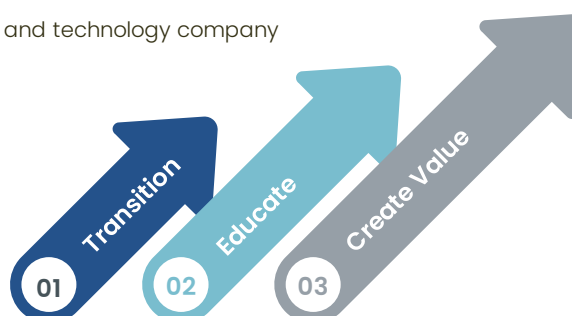 and technology company
Transition
01
Educate
02
Create Value
03